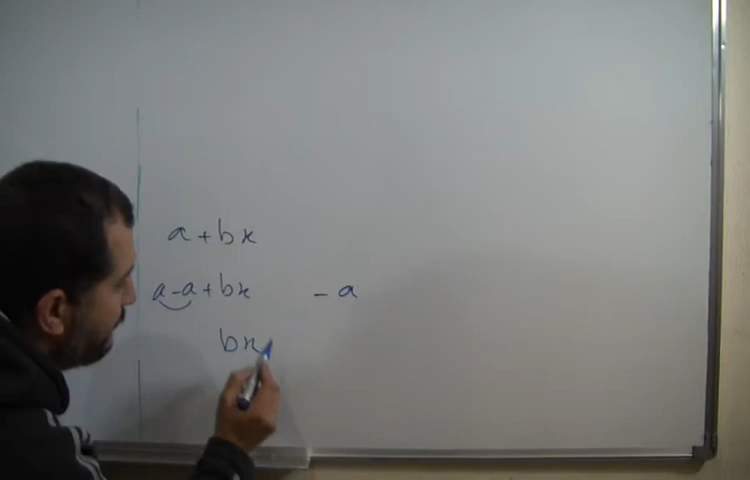 a + bx
a - a + bx - a
bx